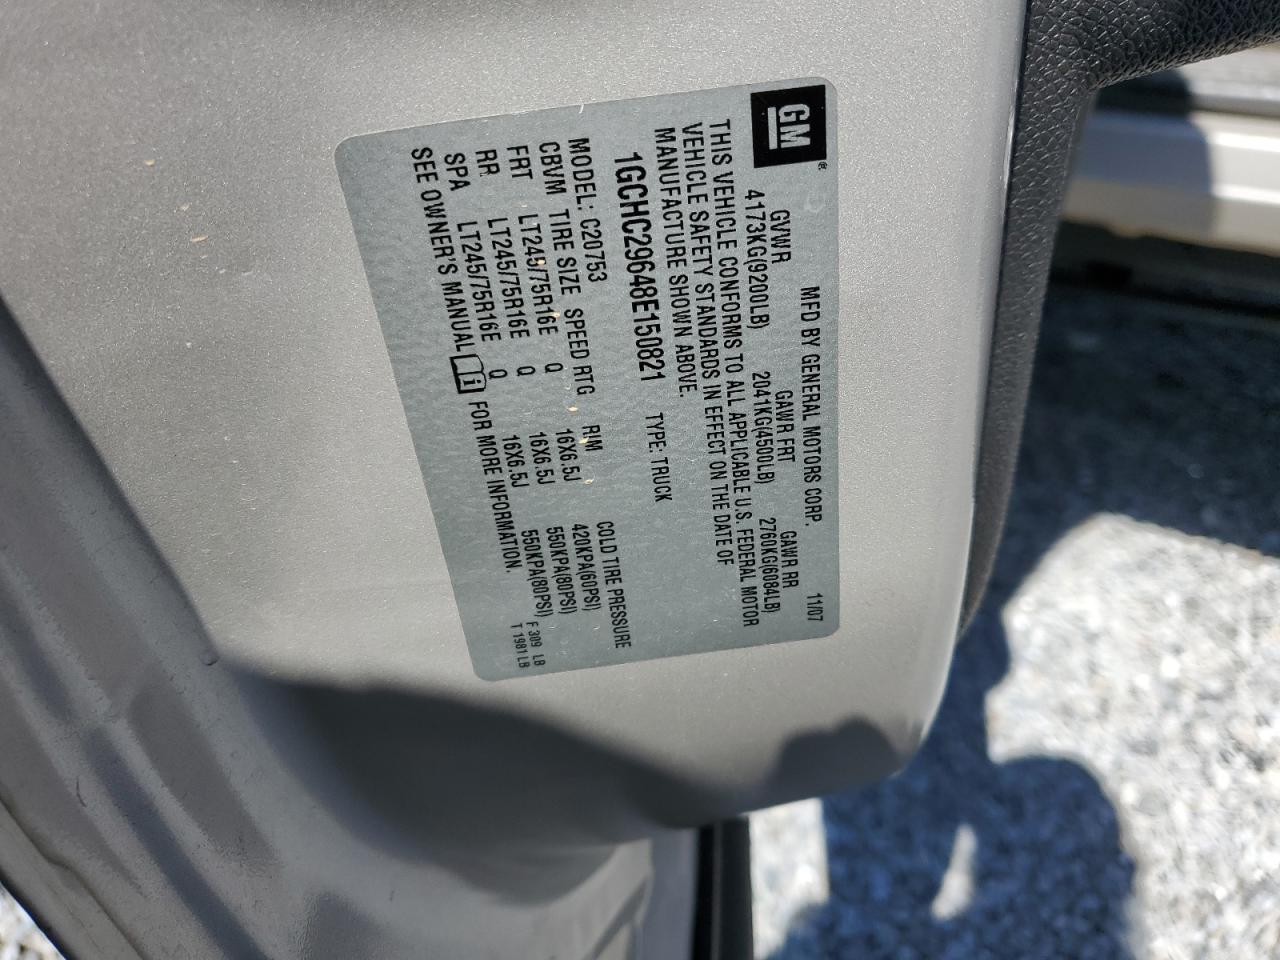 GM ®
MFD BY GENERAL MOTORS CORP. 11/07
GVWR GAWR FRT GAWR RR
4173KG(9200LB) 2041KG(4500LB) 2760KG(6084LB)
THIS VEHICLE CONFORMS TO ALL APPLICABLE U.S. FEDERAL MOTOR
VEHICLE SAFETY STANDARDS IN EFFECT ON THE DATE OF
MANUFACTURE SHOWN ABOVE.
1GCHC29648E150821 TYPE: TRUCK
MODEL: C20753
CBVM TIRE SIZE SPEED RTG RIM COLD TIRE PRESSURE
FRT LT245/75R16E Q 16X6.5J 420KPA(60PSI)
RR LT245/75R16E Q 16X6.5J 550KPA(80PSI)
SPA LT245/75R16E Q 16X6.5J 550KPA(80PSI)
SEE OWNER'S MANUAL i FOR MORE INFORMATION.
F 309 LB
T 1981LB